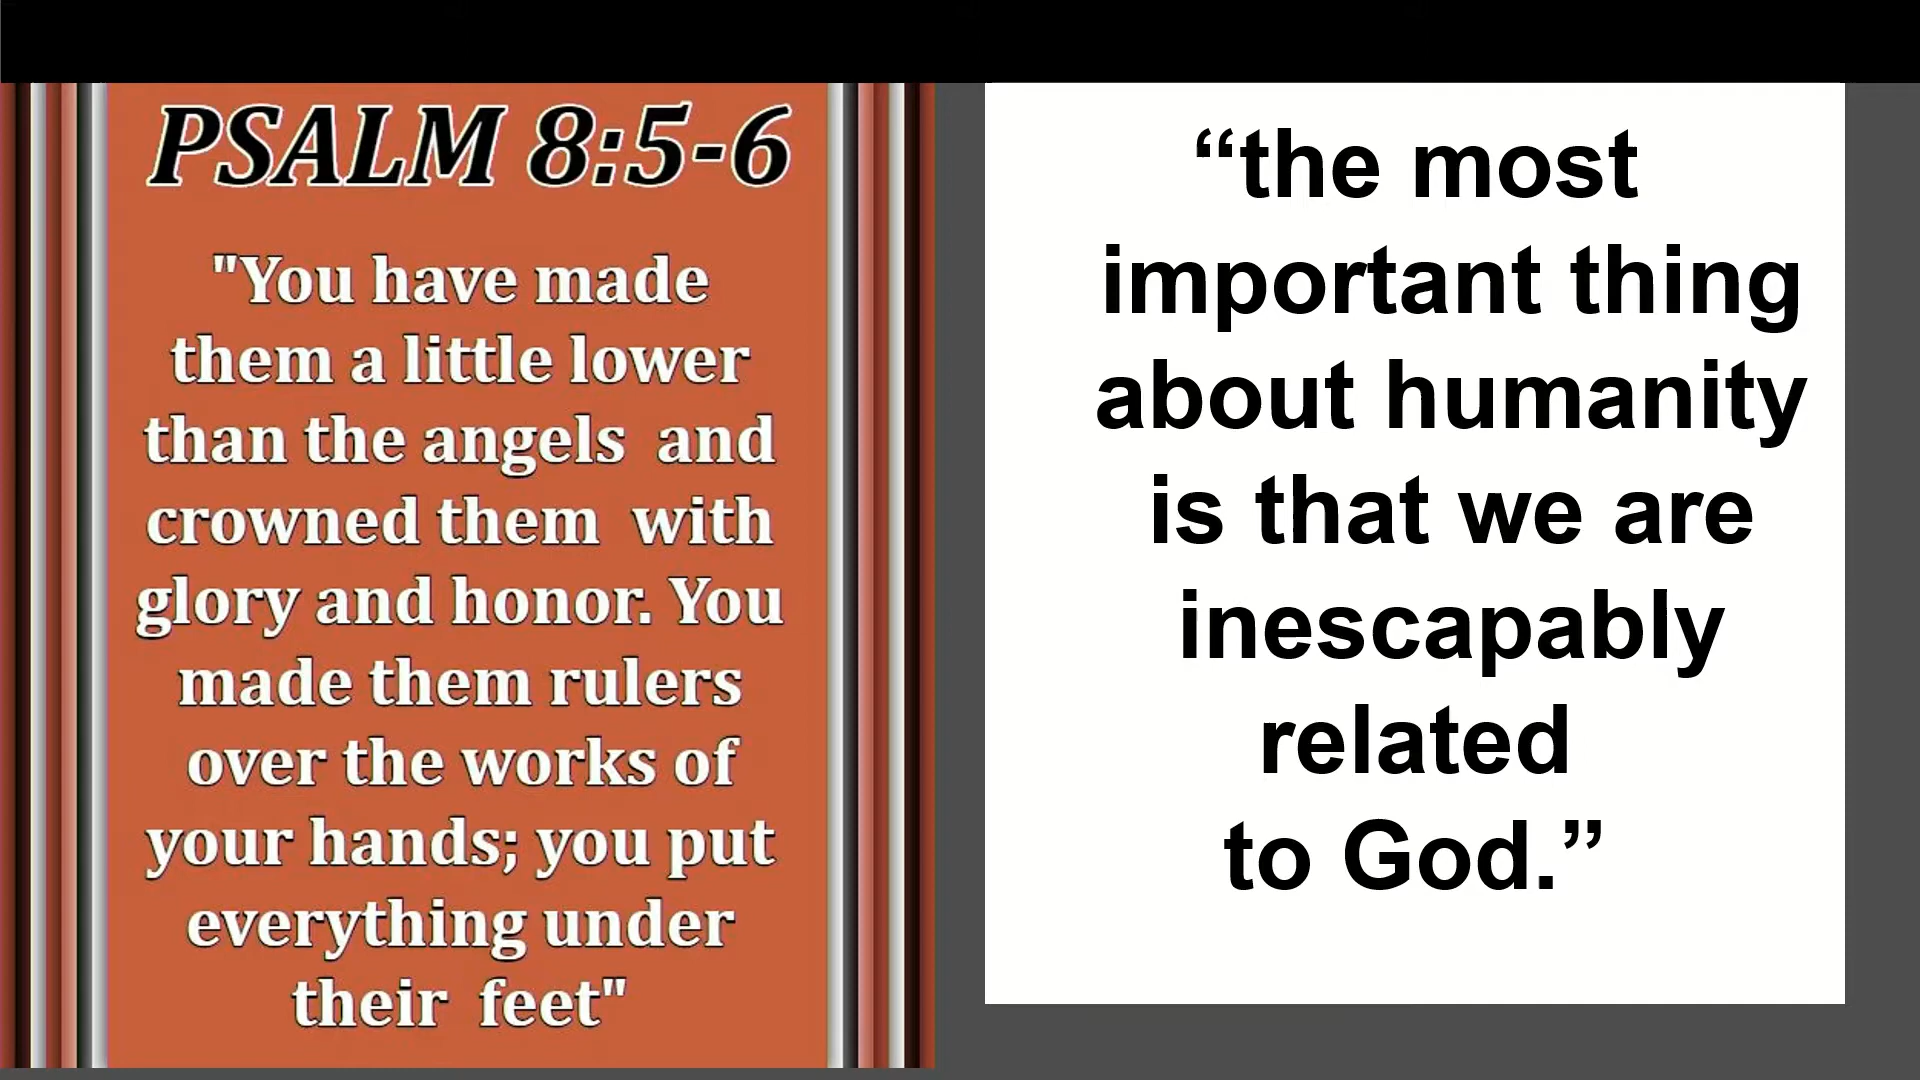 PSALM 8:5-6
"You have made
them a little lower
than the angels  and
crowned them  with
glory and honor. You
made them rulers
over the works of
your hands; you put
everything under
their  feet"
“the most
important thing
about humanity
is that we are
inescapably
related
to God.”